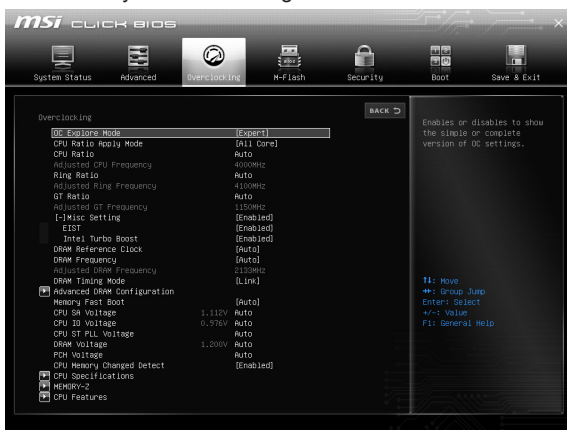 msi CLICK BIOS
System Status Advanced Overclocking M-Flash Security Boot Save & Exit
BIOS
BACK
Overclocking
OC Explore Mode [Expert]
CPU Ratio Apply Mode [All Core]
CPU Ratio Auto
Adjusted CPU Frequency 4000MHz
Ring Ratio Auto
Adjusted Ring Frequency 4100MHz
GT Ratio Auto
Adjusted GT Frequency 1150MHz
[-]Misc Setting [Enabled]
EIST [Enabled]
Intel Turbo Boost [Enabled]
DRAM Reference Clock [Auto]
DRAM Frequency [Auto]
Adjusted DRAM Frequency 2133MHz
DRAM Timing Mode [Link]
Advanced DRAM Configuration
Memory Fast Boot [Auto]
CPU SA Voltage 1.112V Auto
CPU IO Voltage 0.976V Auto
CPU ST PLL Voltage Auto
DRAM Voltage 1.200V Auto
PCH Voltage Auto
CPU Memory Changed Detect [Enabled]
CPU Specifications
MEMORY-Z
CPU Features
Enables or disables to show
the simple or complete
version of OC settings.
↑↓: Move
↔: Group Jump
Enter: Select
+/-: Value
F1: General Help